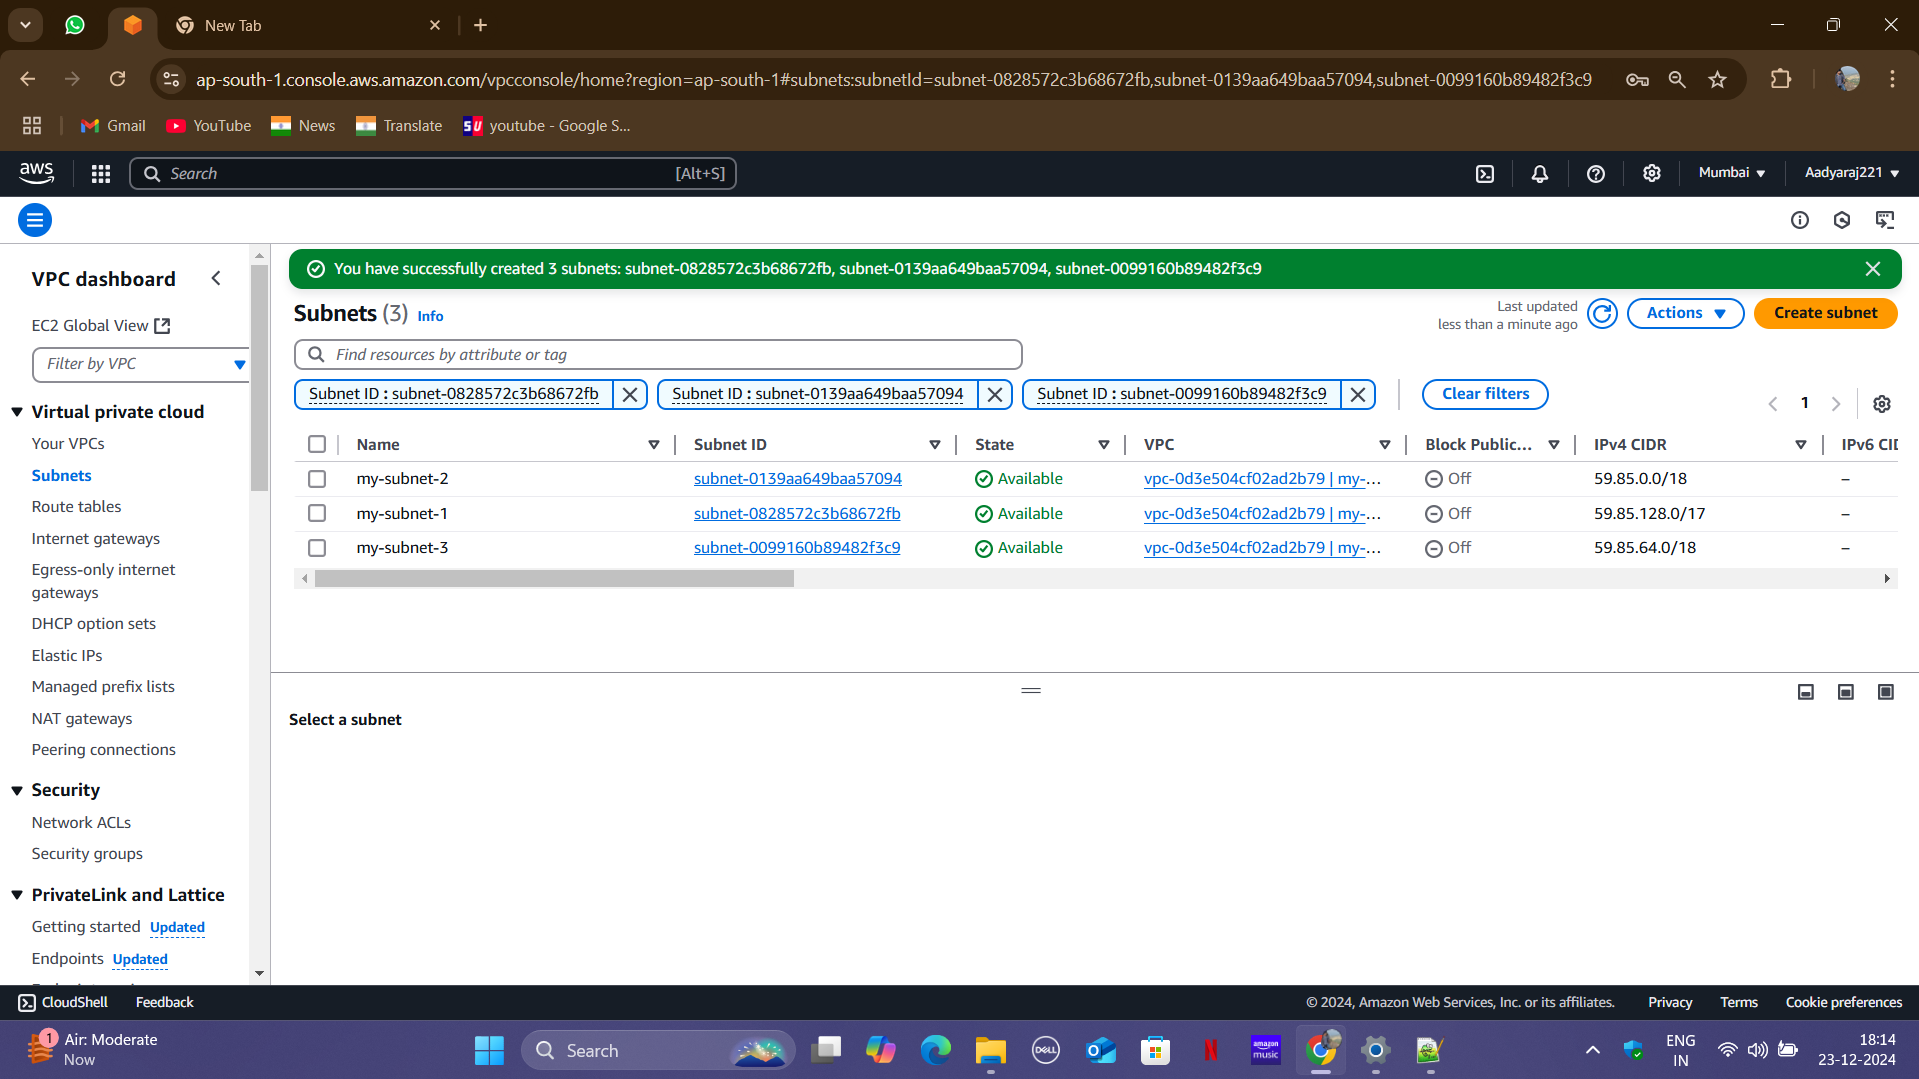 New Tab
ap-south-1.console.aws.amazon.com/vpcconsole/home?region=ap-south-1#subnets:subnetId=subnet-0828572c3b68672fb,subnet-0139aa649baa57094,subnet-0099160b89482f3c9
Gmail YouTube News Translate SU youtube - Google S...
aws Search [Alt+S] Mumbai Aadyaraj221
You have successfully created 3 subnets: subnet-0828572c3b68672fb, subnet-0139aa649baa57094, subnet-0099160b89482f3c9
VPC dashboard
EC2 Global View
Filter by VPC
Virtual private cloud
Your VPCs
Subnets
Route tables
Internet gateways
Egress-only internet
gateways
DHCP option sets
Elastic IPs
Managed prefix lists
NAT gateways
Peering connections
Security
Network ACLs
Security groups
PrivateLink and Lattice
Getting started Updated
Endpoints Updated
Subnets (3) Info
Last updated
less than a minute ago
Actions
Create subnet
Find resources by attribute or tag
Subnet ID : subnet-0828572c3b68672fb Subnet ID : subnet-0139aa649baa57094 Subnet ID : subnet-0099160b89482f3c9 Clear filters
1
Name Subnet ID State VPC Block Public... IPv4 CIDR IPv6 CID
my-subnet-2 subnet-0139aa649baa57094 Available vpc-0d3e504cf02ad2b79 | my-... Off 59.85.0.0/18 –
my-subnet-1 subnet-0828572c3b68672fb Available vpc-0d3e504cf02ad2b79 | my-... Off 59.85.128.0/17 –
my-subnet-3 subnet-0099160b89482f3c9 Available vpc-0d3e504cf02ad2b79 | my-... Off 59.85.64.0/18 –
Select a subnet
CloudShell Feedback © 2024, Amazon Web Services, Inc. or its affiliates. Privacy Terms Cookie preferences
1
Air: Moderate
Now
Search
DELL
amazon
music
ENG
IN
18:14
23-12-2024